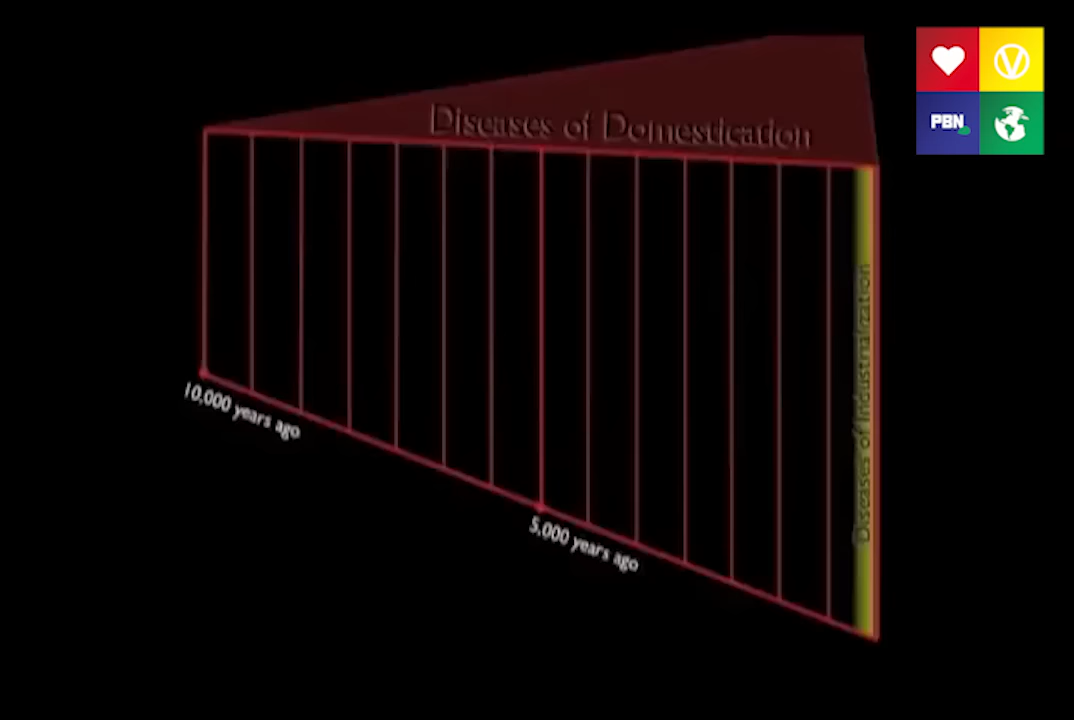 Diseases of Domestication
PBN
Diseases of Industrialization
10,000 years ago
5,000 years ago